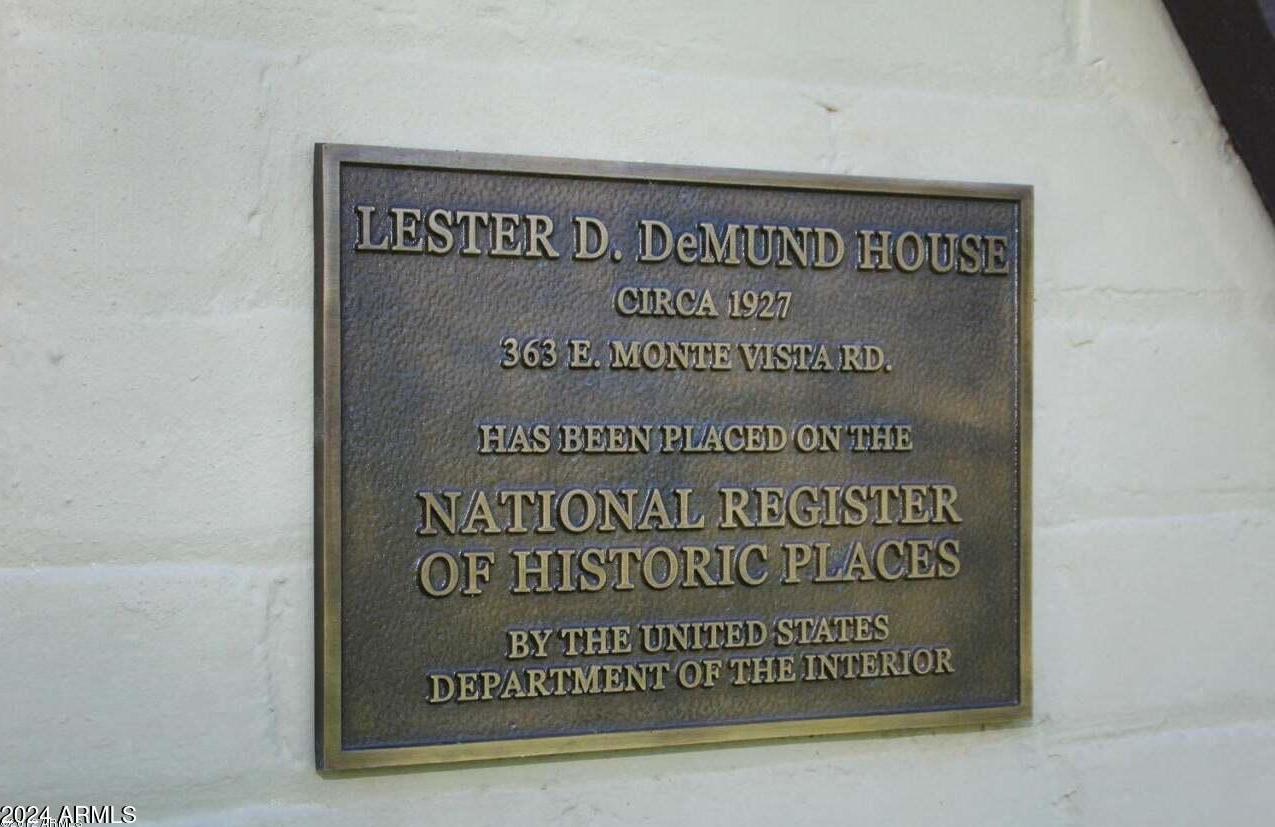 LESTER D. DeMUND HOUSE
CIRCA 1927
363 E. MONTE VISTA RD.
HAS BEEN PLACED ON THE
NATIONAL REGISTER
OF HISTORIC PLACES
BY THE UNITED STATES
DEPARTMENT OF THE INTERIOR
2024 ARMLS